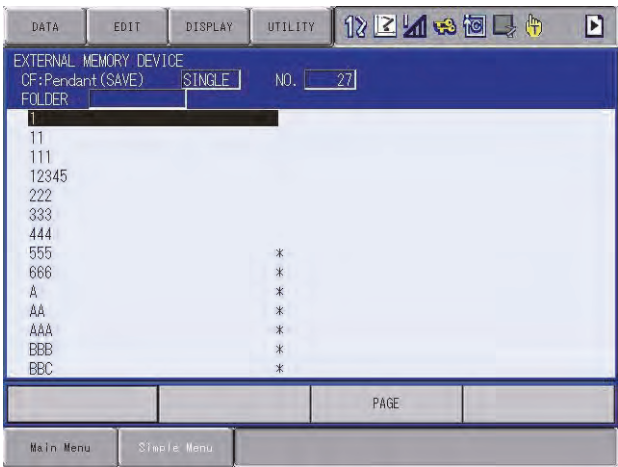 DATA EDIT DISPLAY UTILITY
EXTERNAL MEMORY DEVICE
CF:Pendant(SAVE) SINGLE NO. 27
FOLDER
1
11
111
12345
222
333
444
555 *
666 *
A *
AA *
AAA *
BBB *
BBC *
PAGE
Main Menu Simple Menu